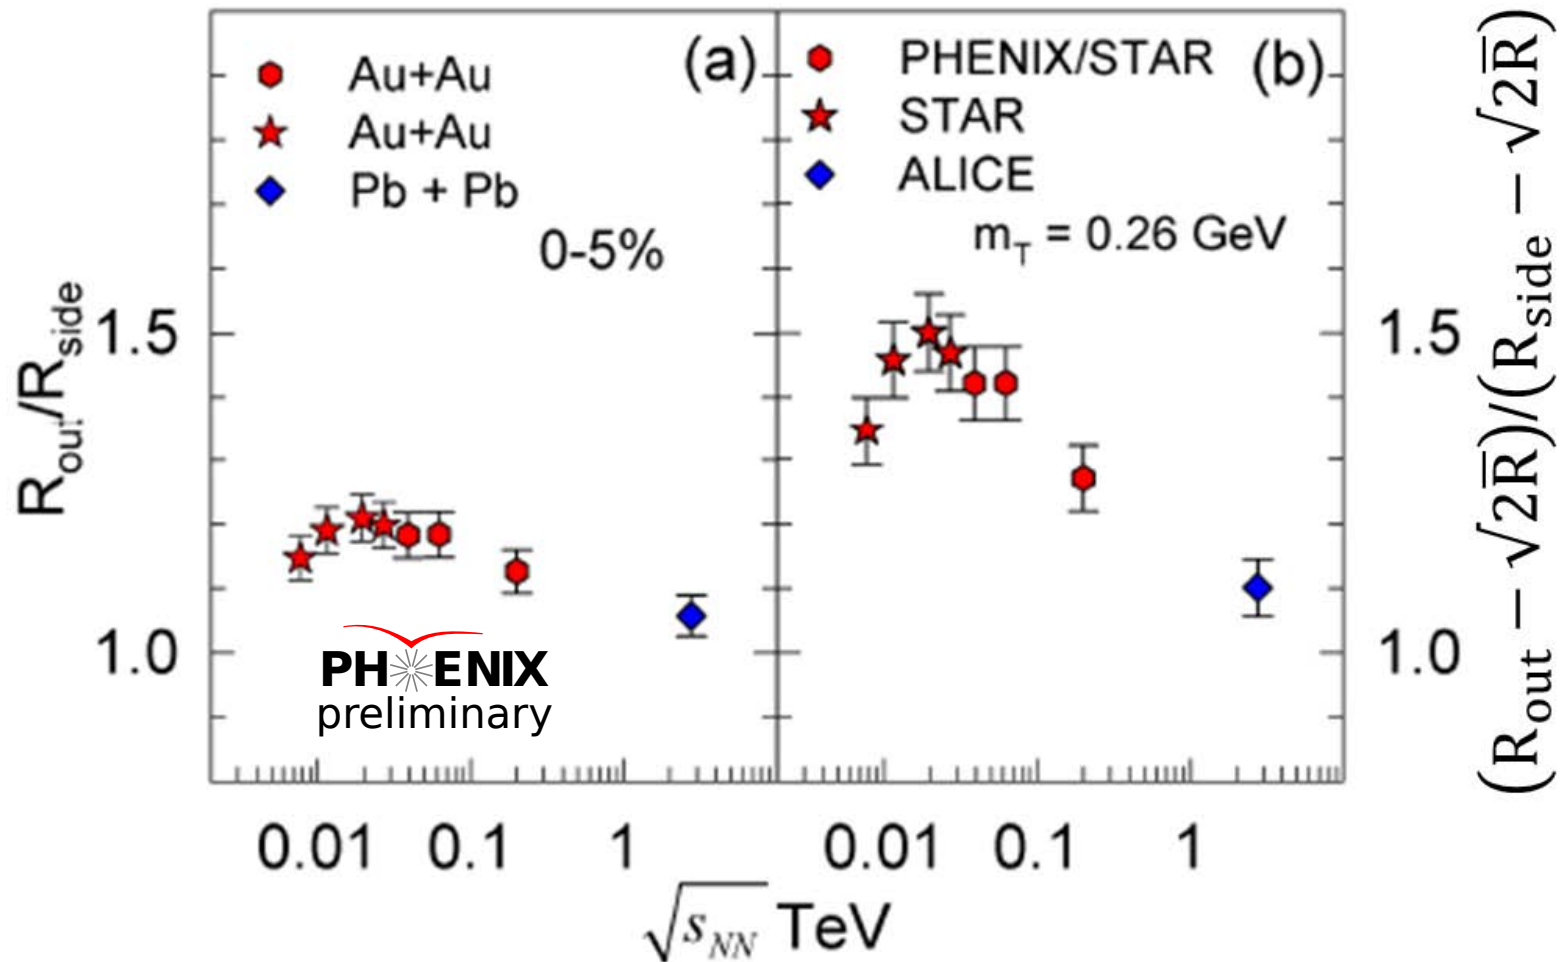 Au+Au
Au+Au
Pb + Pb
(a)
0-5%
PHENIX/STAR
STAR
ALICE
(b)
m_T = 0.26 GeV
R_out/R_side
1.5
1.0
PHENIX
preliminary
1.5
1.0
(R_out − √2R̅)/(R_side − √2R̅)
0.01 0.1 1
0.01 0.1 1
√s_NN TeV